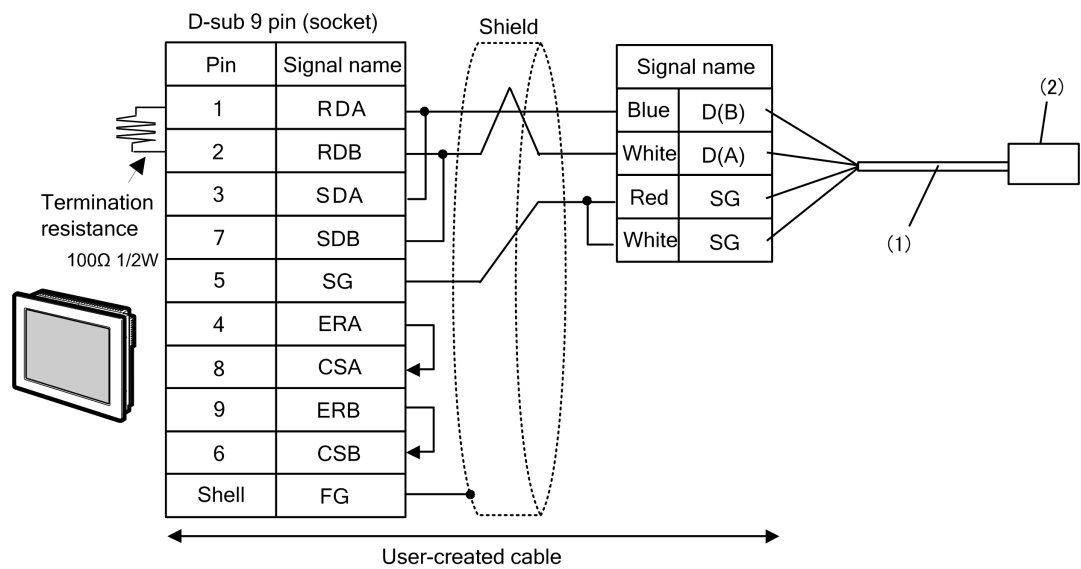 D-sub 9 pin (socket)
Shield
Pin Signal name
1 RDA
2 RDB
3 SDA
7 SDB
5 SG
4 ERA
8 CSA
9 ERB
6 CSB
Shell FG
Termination
resistance
100Ω 1/2W
Signal name
Blue D(B)
White D(A)
Red SG
White SG
(1)
(2)
User-created cable